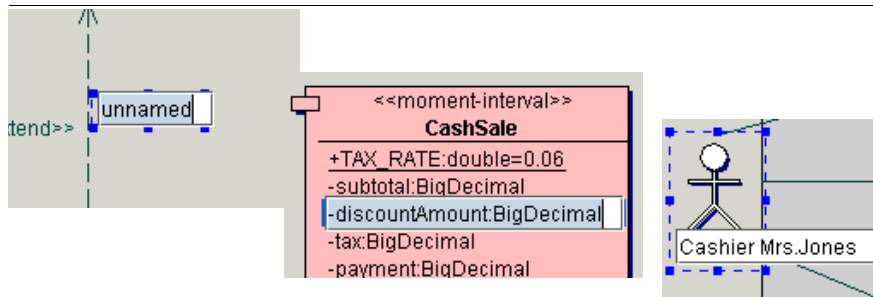 unnamed
tend>>
<<moment-interval>>
CashSale
+TAX_RATE:double=0.06
-subtotal:BigDecimal
-discountAmount:BigDecimal
-tax:BigDecimal
-payment:BigDecimal
Cashier Mrs.Jones